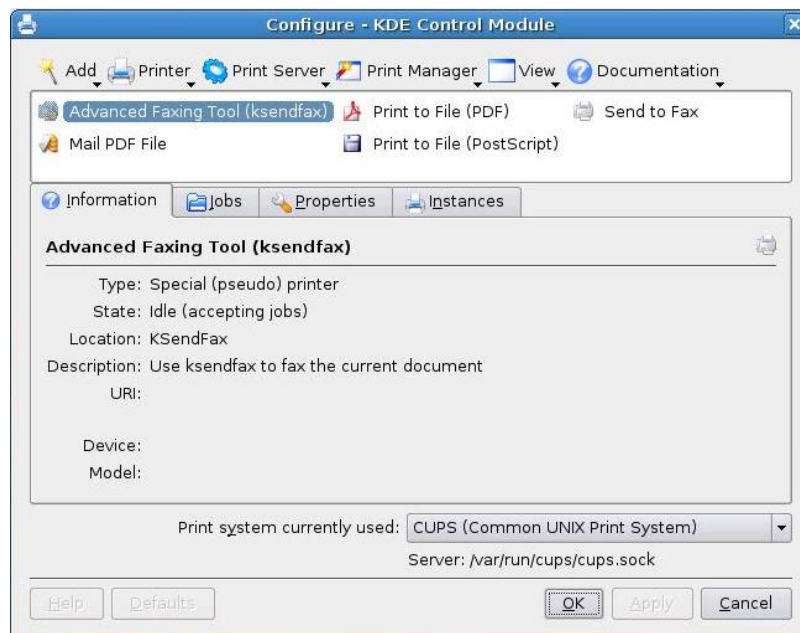 Configure - KDE Control Module
Add Printer Print Server Print Manager View Documentation
Advanced Faxing Tool (ksendfax) Print to File (PDF) Send to Fax
Mail PDF File Print to File (PostScript)
Information Jobs Properties Instances
Advanced Faxing Tool (ksendfax)
Type: Special (pseudo) printer
State: Idle (accepting jobs)
Location: KSendFax
Description: Use ksendfax to fax the current document
URI:
Device:
Model:
Print system currently used: CUPS (Common UNIX Print System)
Server: /var/run/cups/cups.sock
Help Defaults OK Apply Cancel